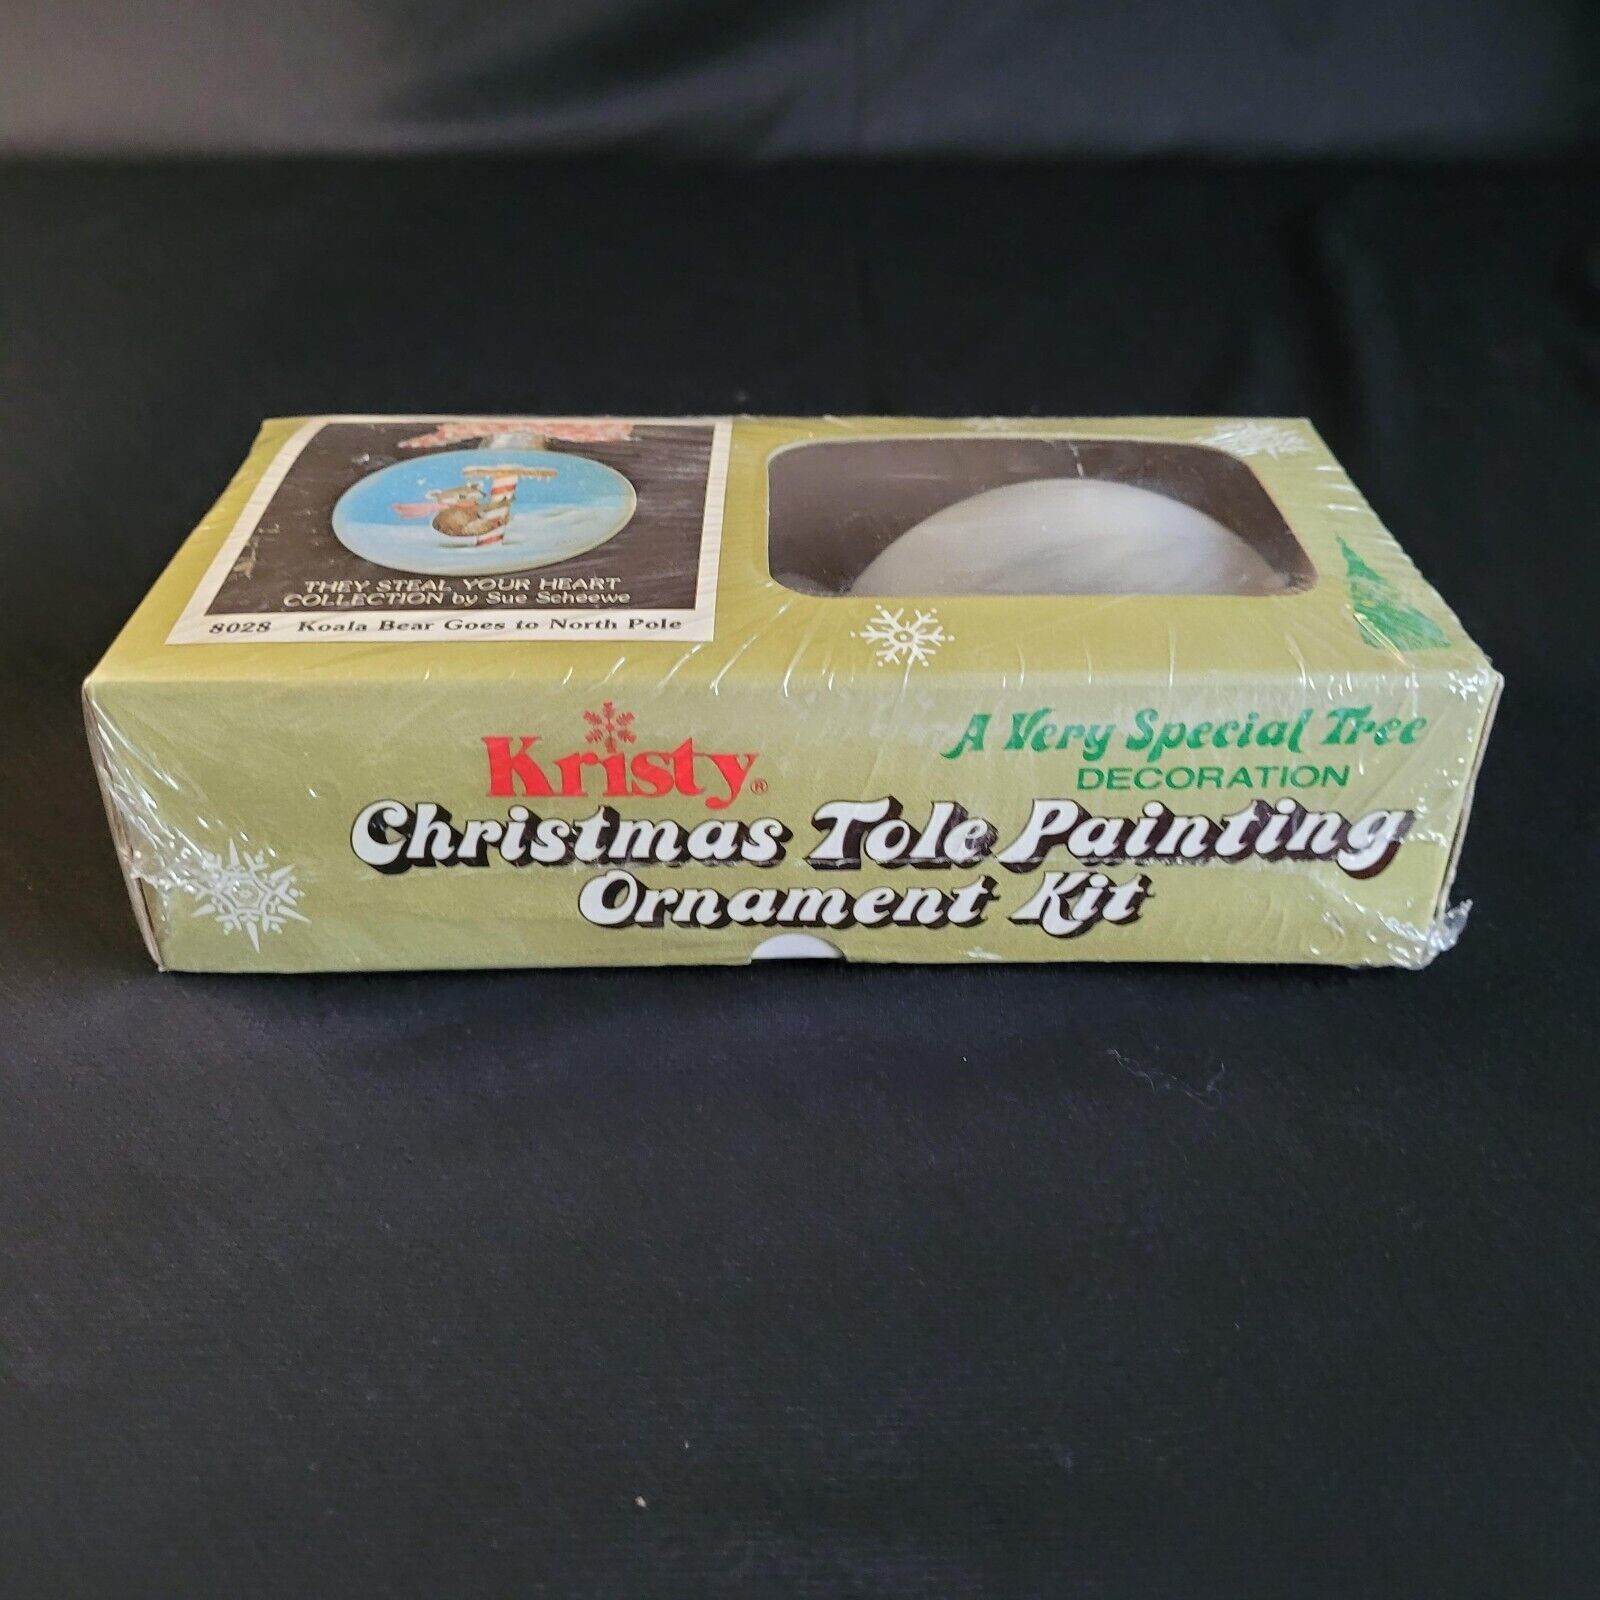 THEY STEAL YOUR HEART
COLLECTION by Sue Scheewe
8028 Koala Bear Goes to North Pole
Kristy®
A Very Special Tree
DECORATION
Christmas Tole Painting
Ornament Kit